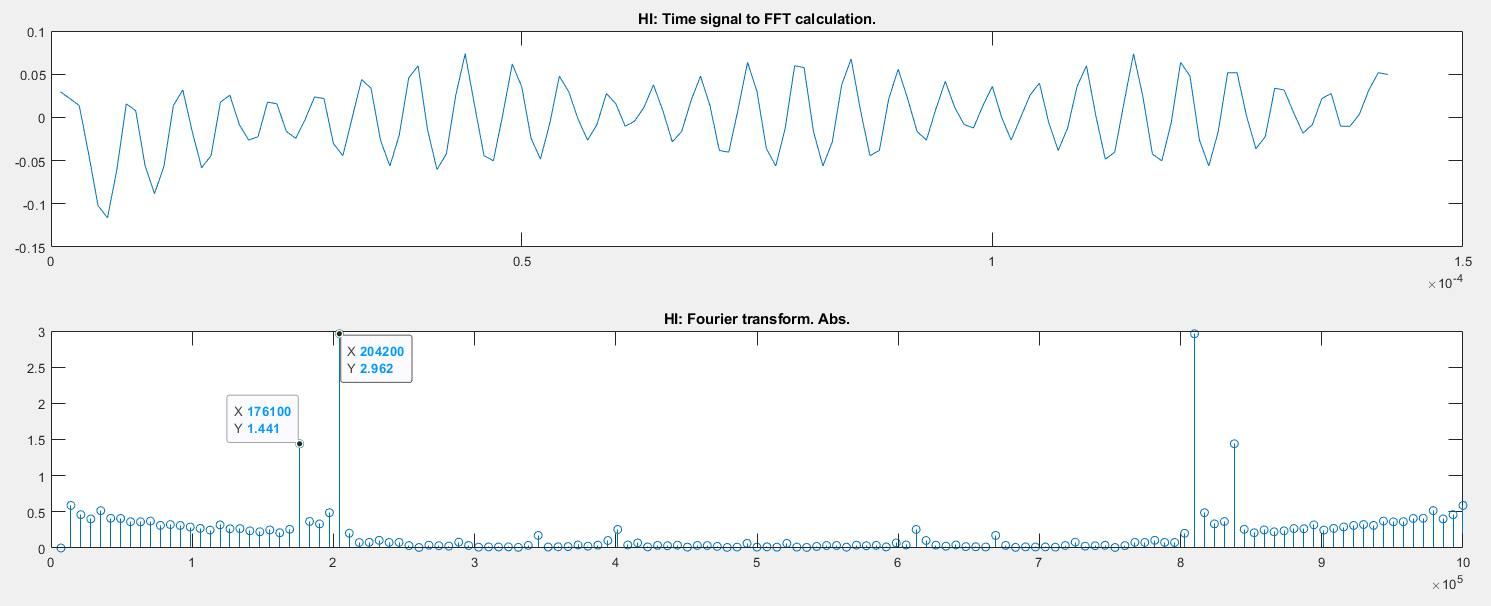 HI: Time signal to FFT calculation.
0.1
0.05
0
-0.05
-0.1
-0.15
0 0.5 1 1.5
×10-4
HI: Fourier transform. Abs.
3
2.5
2
1.5
1
0.5
0
X 204200
Y 2.962
X 176100
Y 1.441
0 1 2 3 4 5 6 7 8 9 10
×105